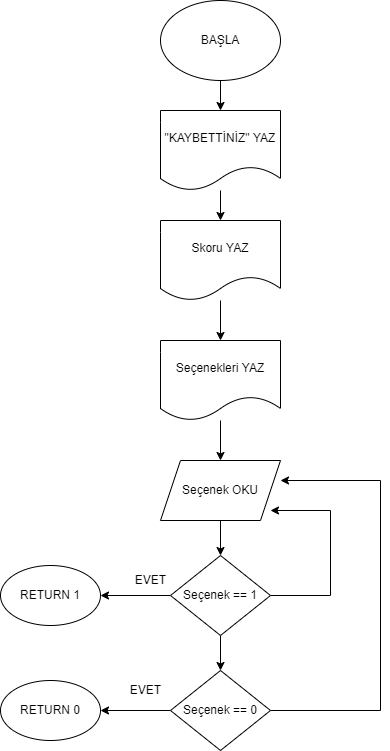 BAŞLA
"KAYBETTİNİZ" YAZ
Skoru YAZ
Seçenekleri YAZ
Seçenek OKU
EVET
RETURN 1
Seçenek == 1
EVET
RETURN 0
Seçenek == 0